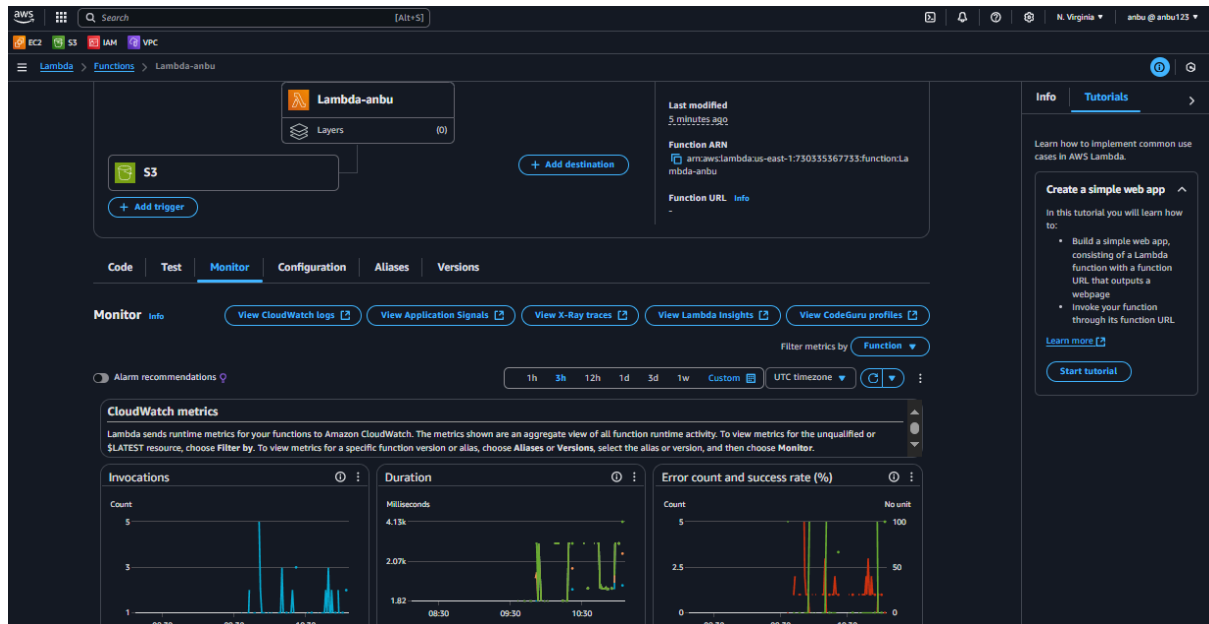 aws
Search [Alt+S]
N. Virginia ▼ anbu @ anbu123 ▼
EC2 S3 IAM VPC
Lambda > Functions > Lambda-anbu
Lambda-anbu
Layers (0)
S3
+ Add trigger
+ Add destination
Last modified
5 minutes ago
Function ARN
arn:aws:lambda:us-east-1:730335367733:function:La
mbda-anbu
Function URL Info
-
Code Test Monitor Configuration Aliases Versions
Monitor Info
View CloudWatch logs View Application Signals View X-Ray traces View Lambda Insights View CodeGuru profiles
Filter metrics by Function ▼
Alarm recommendations
1h 3h 12h 1d 3d 1w Custom UTC timezone ▼
CloudWatch metrics
Lambda sends runtime metrics for your functions to Amazon CloudWatch. The metrics shown are an aggregate view of all function runtime activity. To view metrics for the unqualified or
$LATEST resource, choose Filter by. To view metrics for a specific function version or alias, choose Aliases or Versions, select the alias or version, and then choose Monitor.
Invocations
Count
5
3
1
Duration
Milliseconds
4.13k
2.07k
1.82
08:30 09:30 10:30
Error count and success rate (%)
Count No unit
5 100
2.5 50
0 0
Info Tutorials
Learn how to implement common use
cases in AWS Lambda.
Create a simple web app
In this tutorial you will learn how
to:
• Build a simple web app,
consisting of a Lambda
function with a function
URL that outputs a
webpage
• Invoke your function
through its function URL
Learn more
Start tutorial